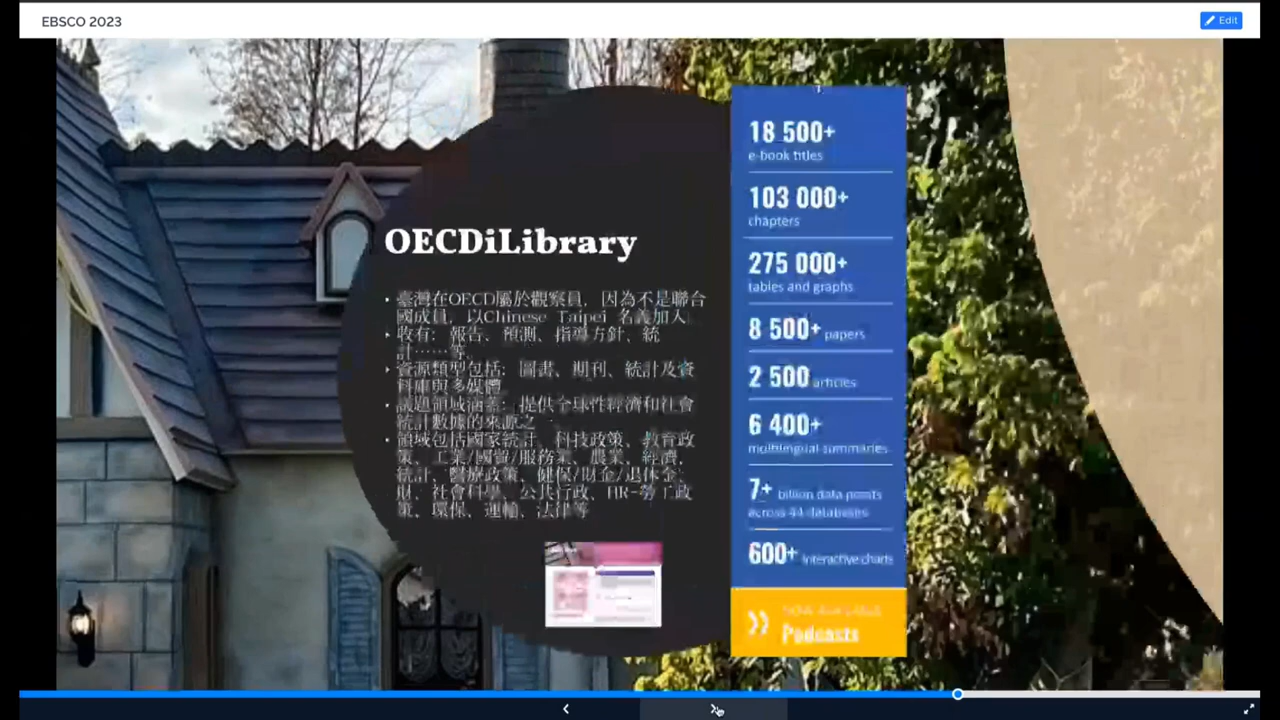 EBSCO 2023
Edit
OECDiLibrary
• 臺灣在OECD屬於觀察員，因為不是聯合
國成員，以Chinese Taipei 名義加入
• 收有：報告、預測、指導方針、統
計……等。
• 資源類型包括：圖書、期刊、統計及資
料庫與多媒體
• 議題領域涵蓋：提供全球性經濟和社會
統計數據的來源之一
• 領域包括國家統計、科技政策、教育政
策、工業/國貿/服務業、農業、經濟、
統計、醫療政策、健保/財金/退休金、
財、社會科學、公共行政、HR-勞工政
策、環保、運輸、法律等
18 500+
e-book titles
103 000+
chapters
275 000+
tables and graphs
8 500+ papers
2 500 articles
6 400+
multilingual summaries
7+ billion data points
across 44 databases
600+ interactive charts
Podcasts